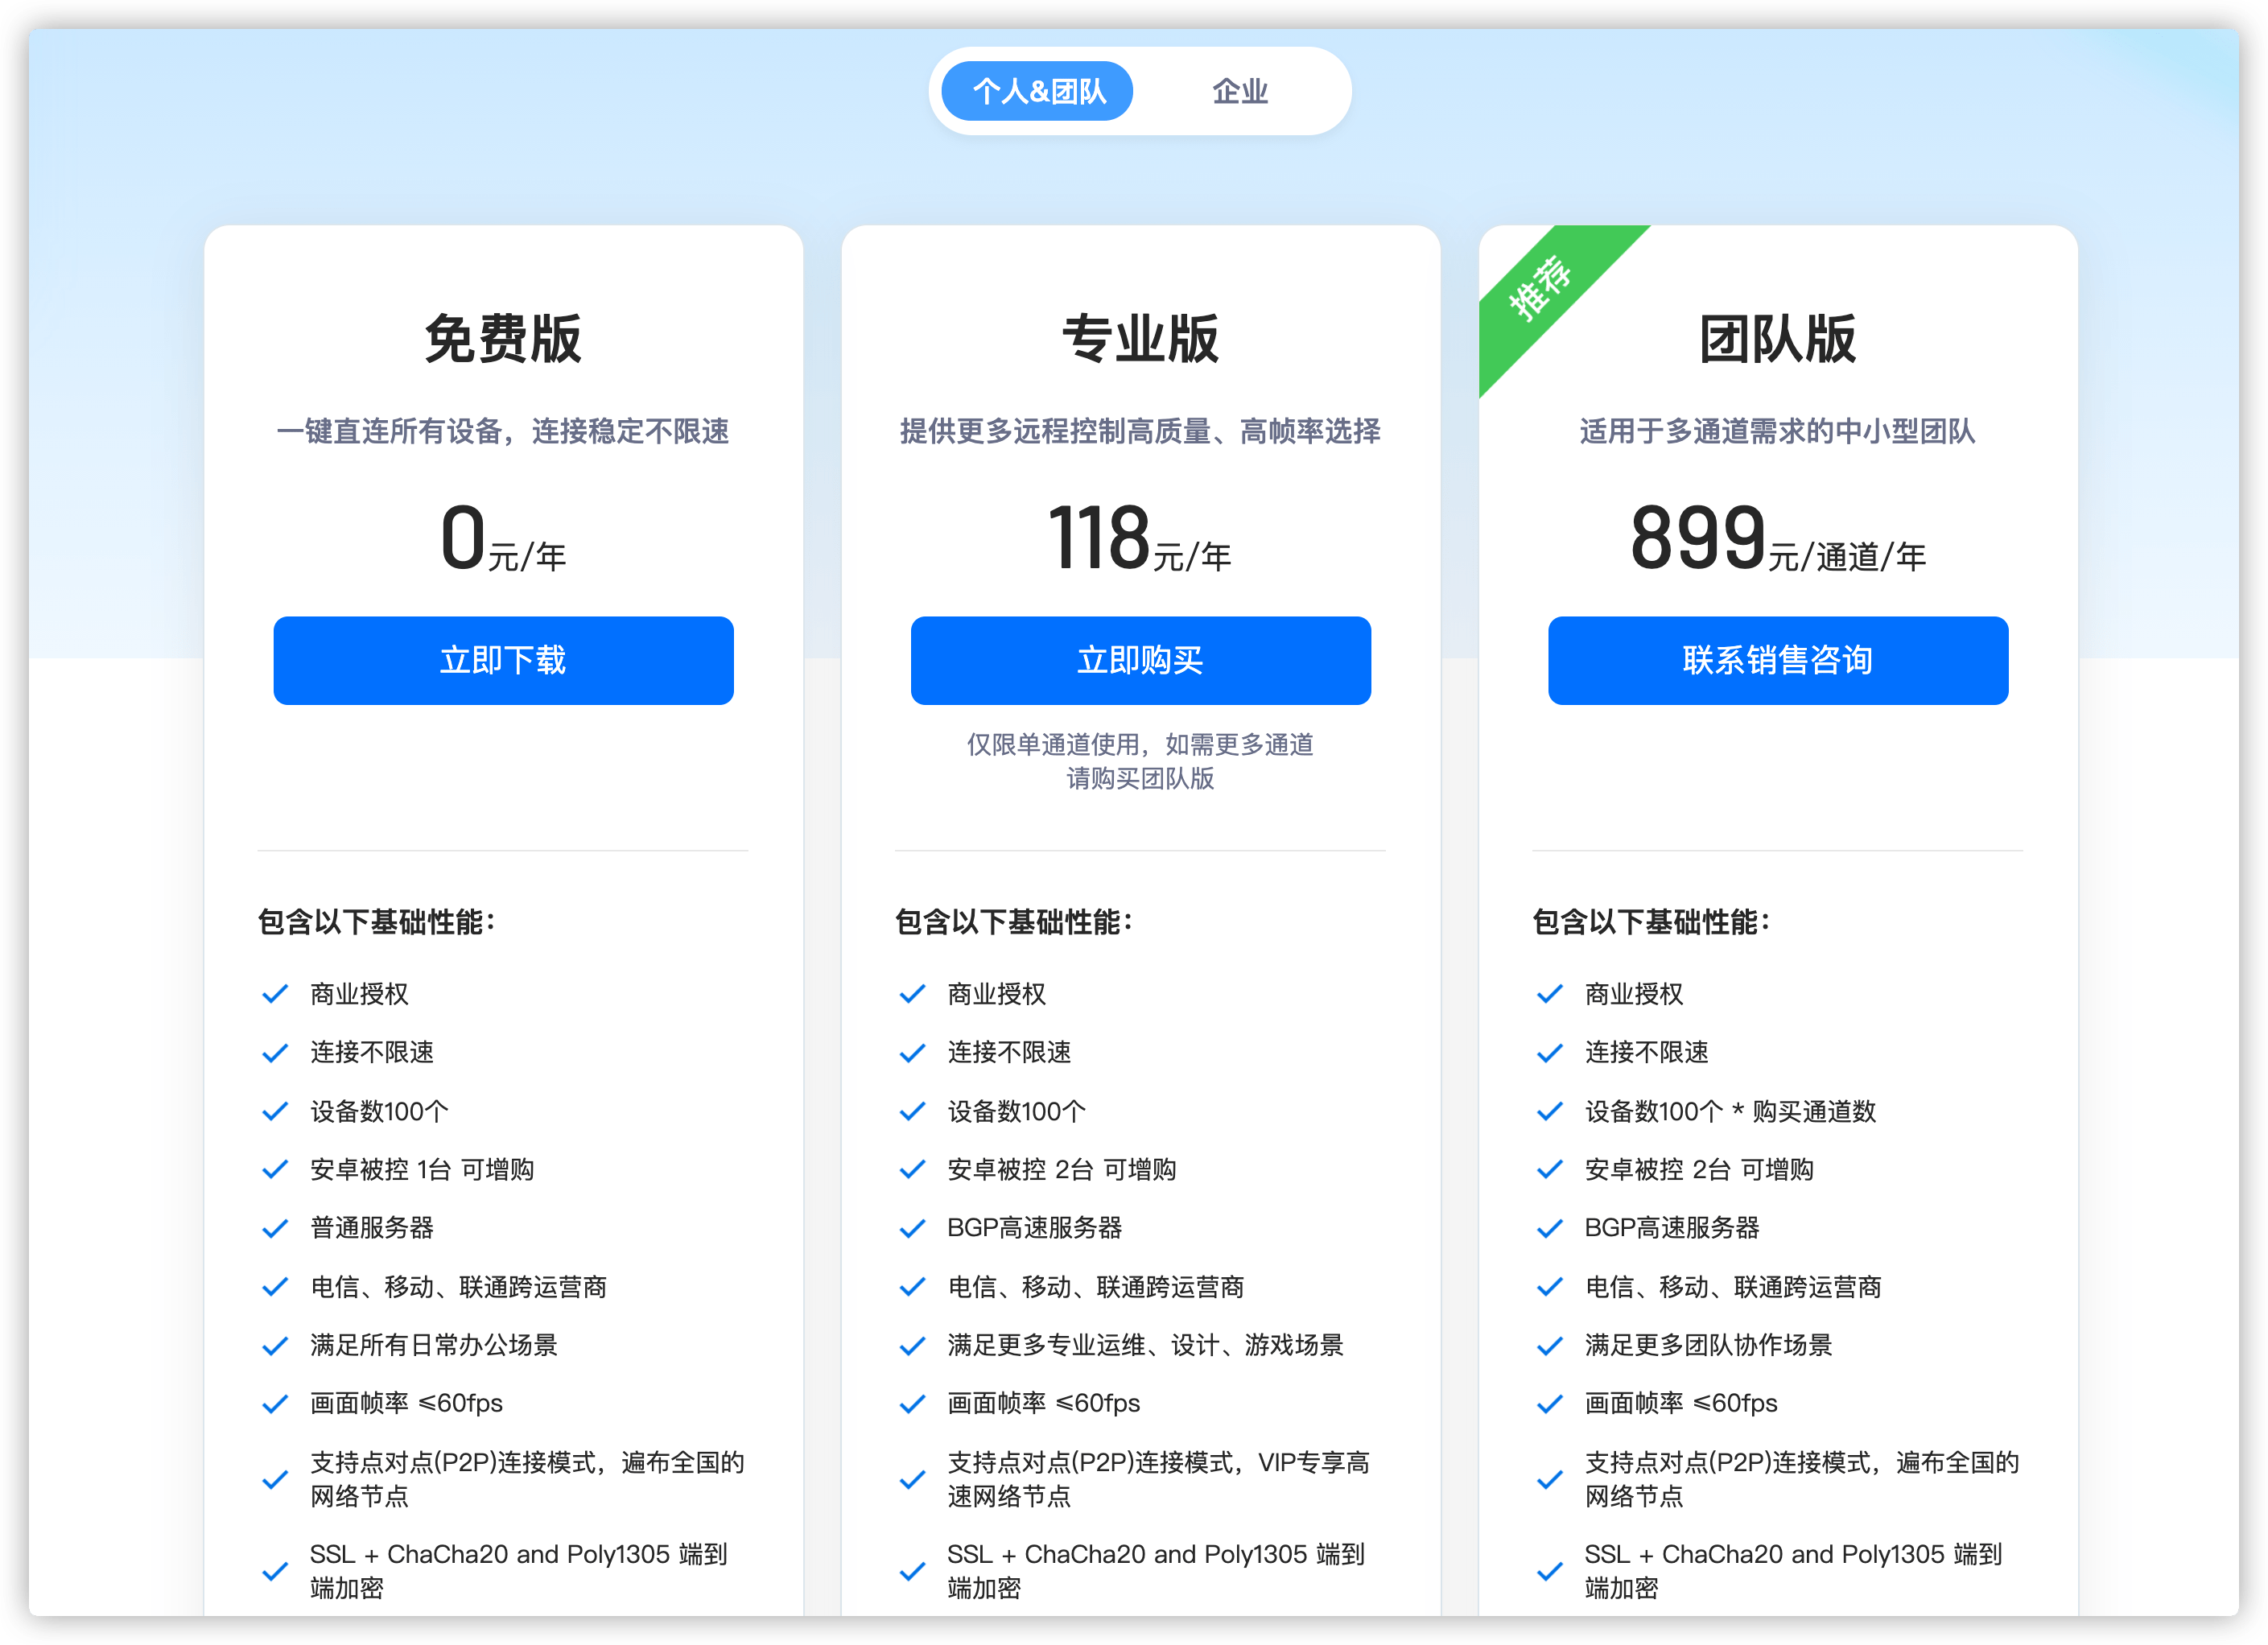 个人&团队
企业
免费版
一键直连所有设备，连接稳定不限速
0元/年
立即下载
包含以下基础性能：
商业授权
连接不限速
设备数100个
安卓被控 1台 可增购
普通服务器
电信、移动、联通跨运营商
满足所有日常办公场景
画面帧率 ≤60fps
支持点对点(P2P)连接模式，遍布全国的
网络节点
SSL + ChaCha20 and Poly1305 端到
端加密
专业版
提供更多远程控制高质量、高帧率选择
118元/年
立即购买
仅限单通道使用，如需更多通道
请购买团队版
包含以下基础性能：
商业授权
连接不限速
设备数100个
安卓被控 2台 可增购
BGP高速服务器
电信、移动、联通跨运营商
满足更多专业运维、设计、游戏场景
画面帧率 ≤60fps
支持点对点(P2P)连接模式，VIP专享高
速网络节点
SSL + ChaCha20 and Poly1305 端到
端加密
推荐
团队版
适用于多通道需求的中小型团队
899元/通道/年
联系销售咨询
包含以下基础性能：
商业授权
连接不限速
设备数100个 * 购买通道数
安卓被控 2台 可增购
BGP高速服务器
电信、移动、联通跨运营商
满足更多团队协作场景
画面帧率 ≤60fps
支持点对点(P2P)连接模式，遍布全国的
网络节点
SSL + ChaCha20 and Poly1305 端到
端加密